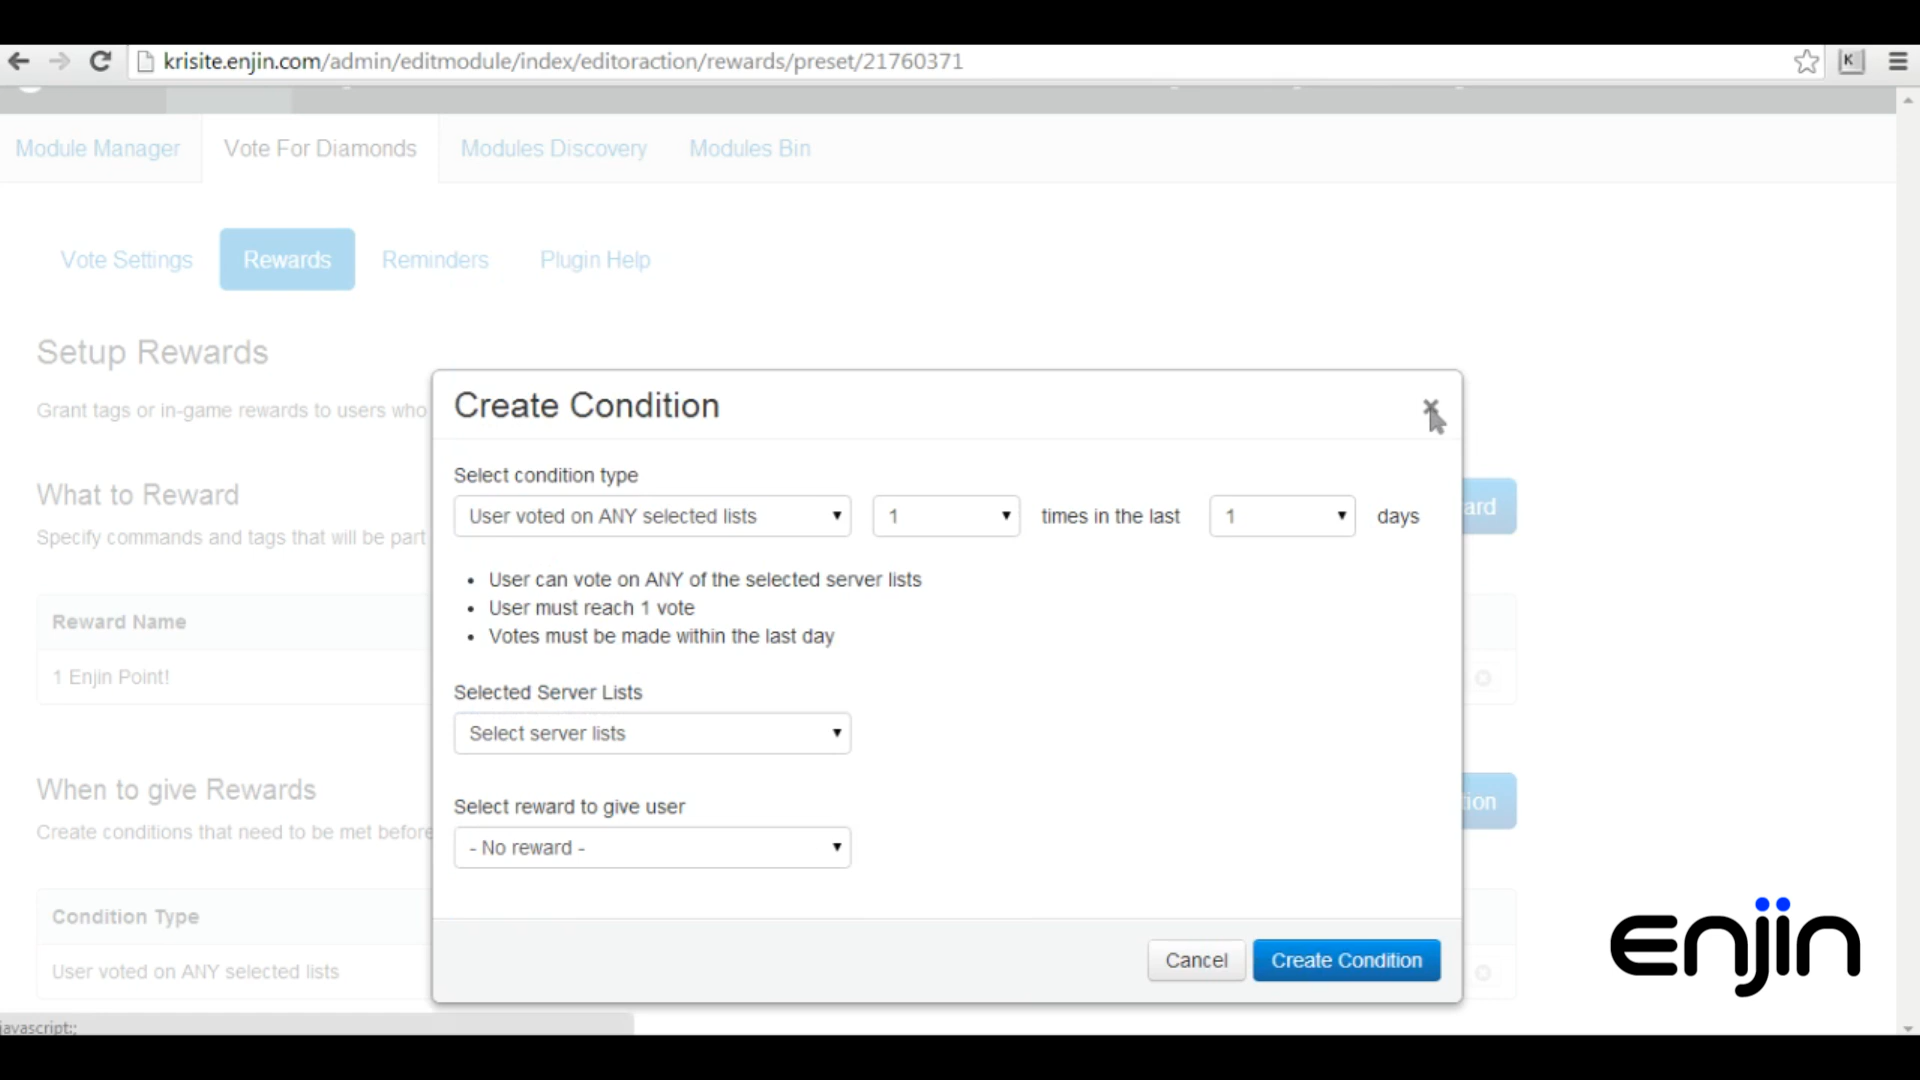 krisite.enjin.com/admin/editmodule/index/editoraction/rewards/preset/21760371
K
Module Manager
Vote For Diamonds
Modules Discovery
Modules Bin
Vote Settings
Rewards
Reminders
Plugin Help
Setup Rewards
Grant tags or in-game rewards to users who
What to Reward
ard
Specify commands and tags that will be part
Reward Name
1 Enjin Point!
When to give Rewards
tion
Create conditions that need to be met before
Condition Type
User voted on ANY selected lists
Create Condition
Select condition type
User voted on ANY selected lists 1 times in the last 1 days
• User can vote on ANY of the selected server lists
• User must reach 1 vote
• Votes must be made within the last day
Selected Server Lists
Select server lists
Select reward to give user
- No reward -
Cancel
Create Condition
enjin
javascript:;